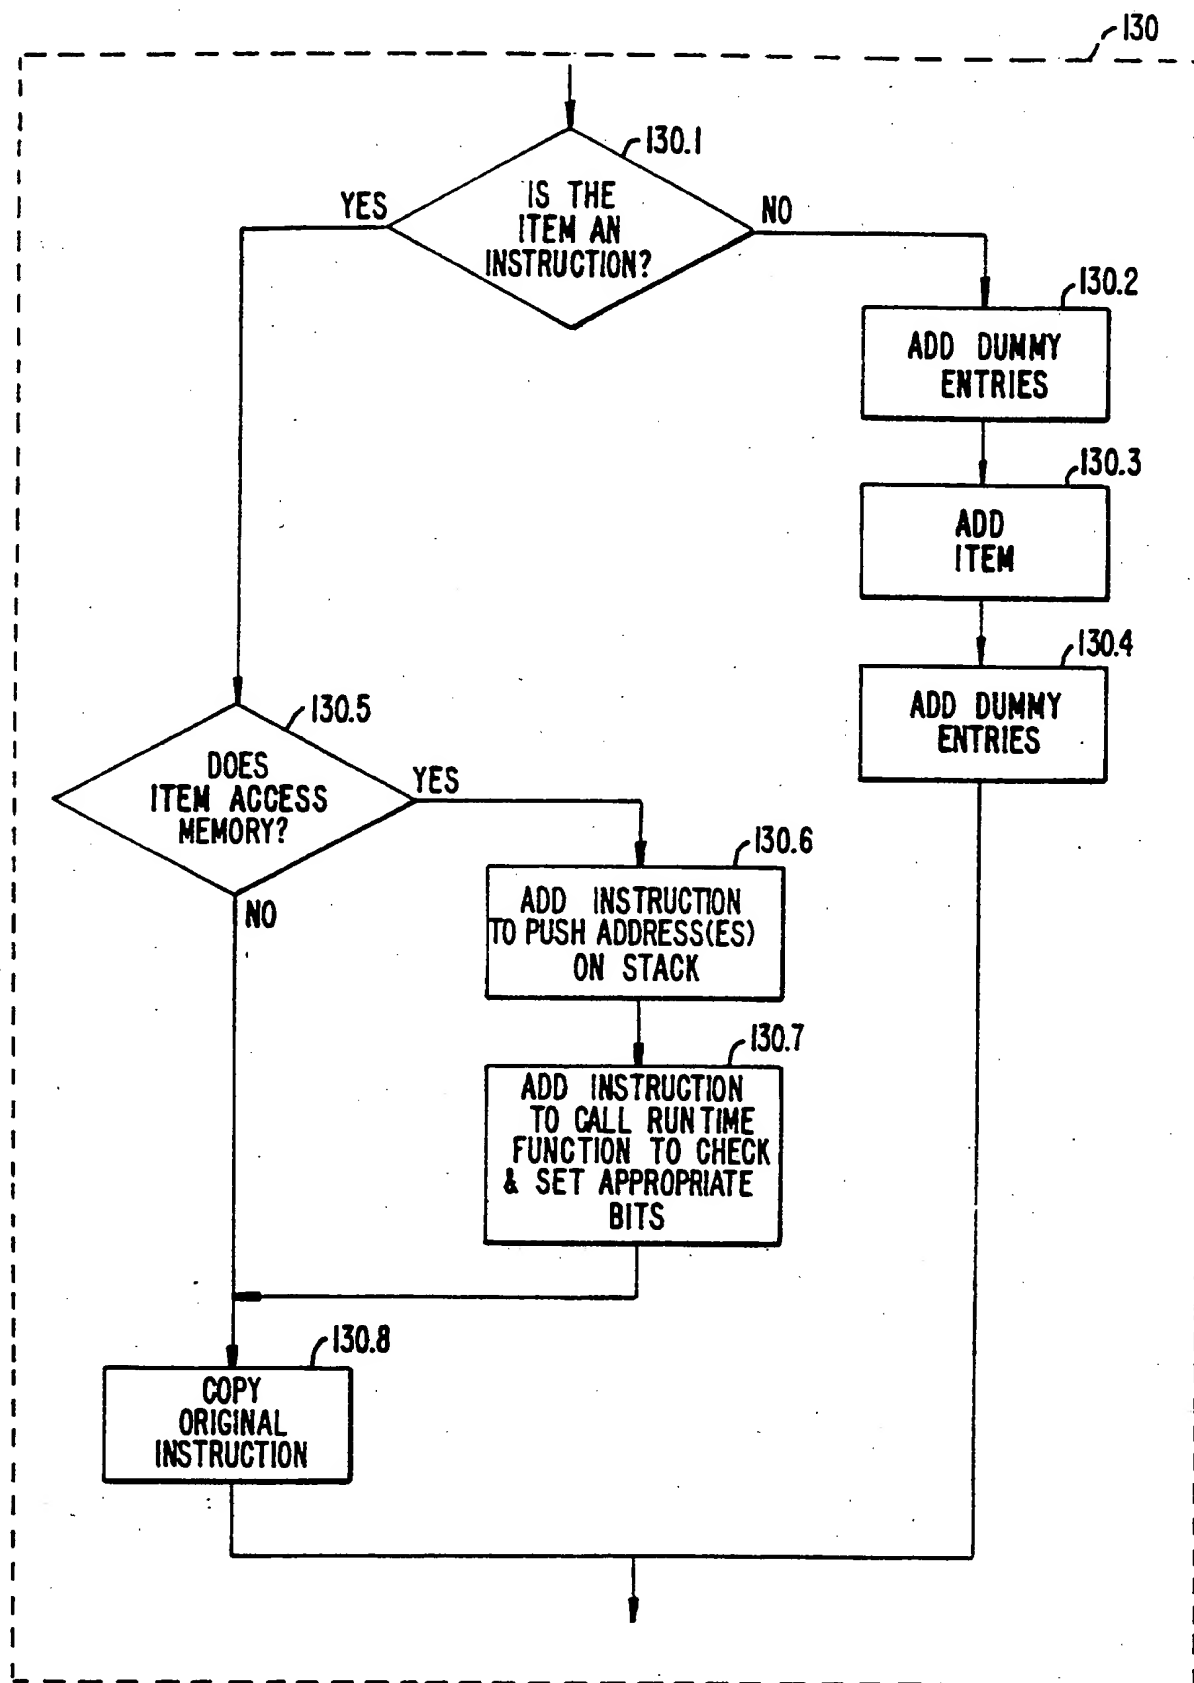 130
130.1
IS THE
ITEM AN
INSTRUCTION?
YES
NO
130.2
ADD DUMMY
ENTRIES
130.3
ADD
ITEM
130.4
ADD DUMMY
ENTRIES
130.5
DOES
ITEM ACCESS
MEMORY?
YES
NO
130.6
ADD INSTRUCTION
TO PUSH ADDRESS(ES)
ON STACK
130.7
ADD INSTRUCTION
TO CALL RUNTIME
FUNCTION TO CHECK
& SET APPROPRIATE
BITS
130.8
COPY
ORIGINAL
INSTRUCTION